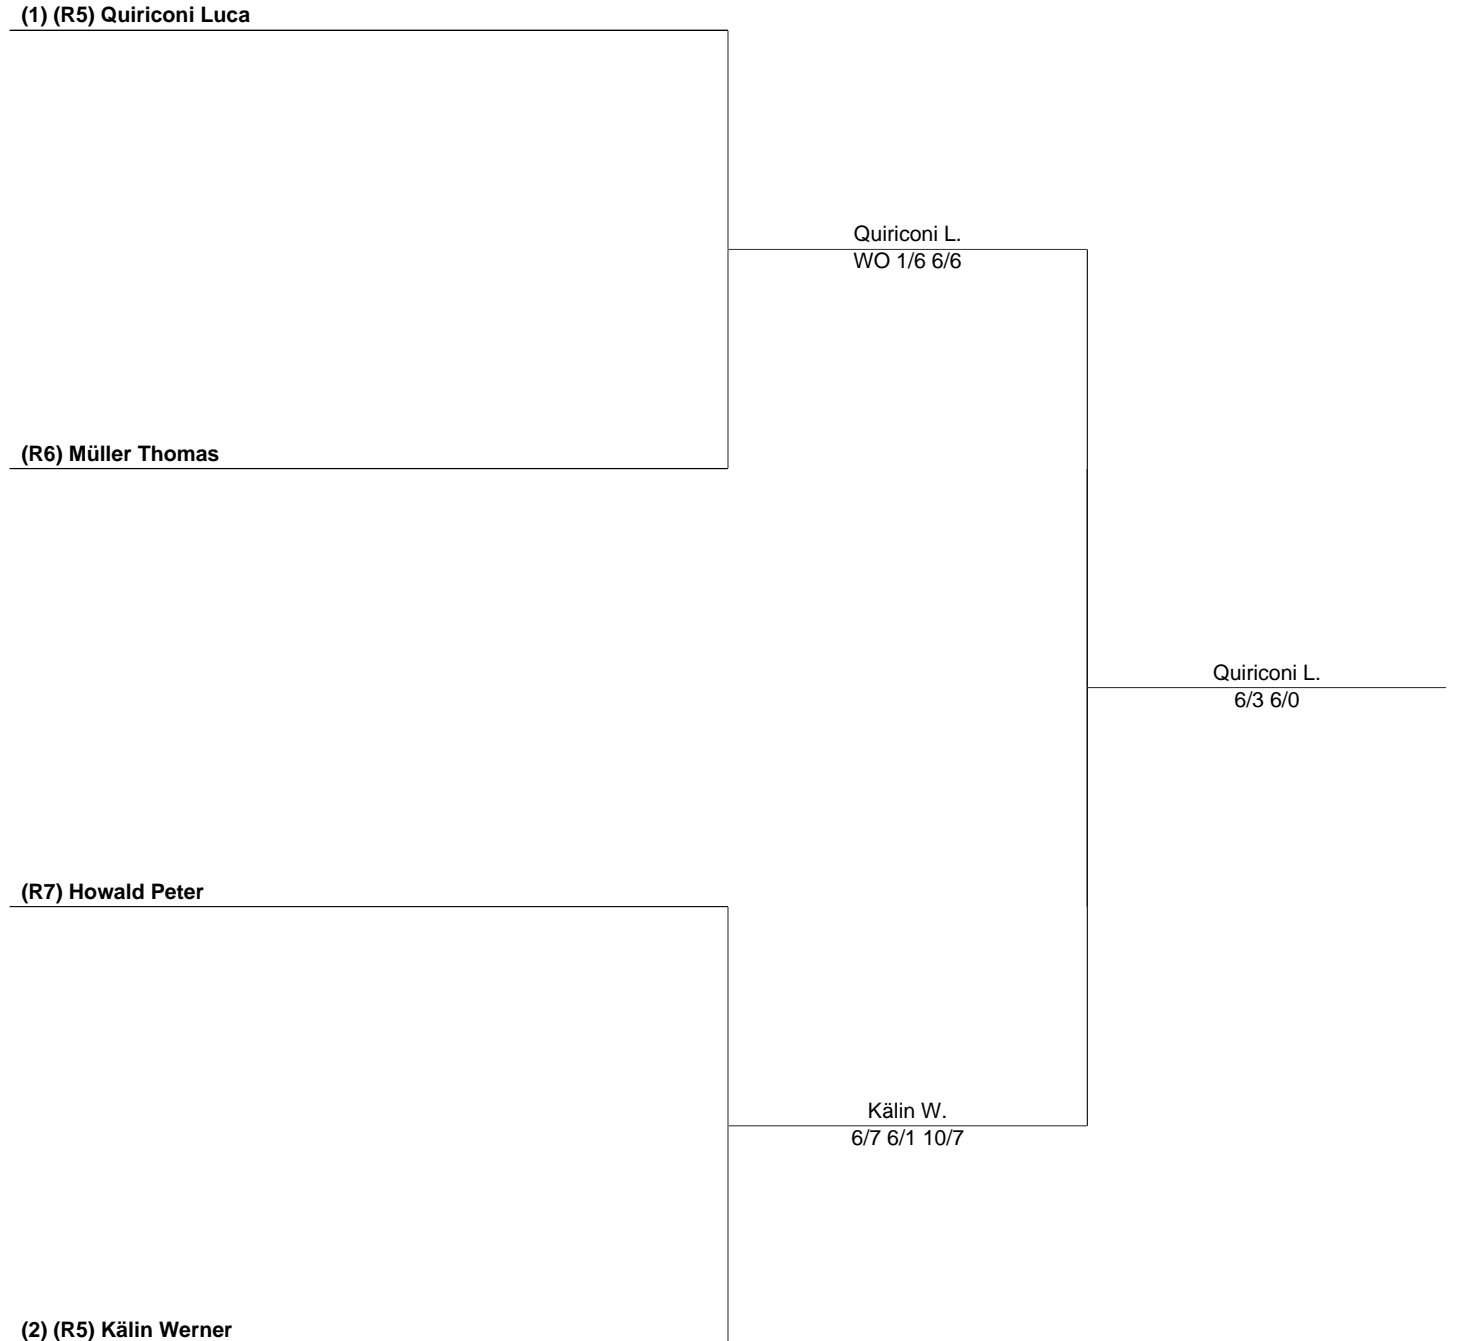 (1) (R5) Quiriconi Luca
Quiriconi L.
WO 1/6 6/6
(R6) Müller Thomas
Quiriconi L.
6/3 6/0
(R7) Howald Peter
Kälin W.
6/7 6/1 10/7
(2) (R5) Kälin Werner